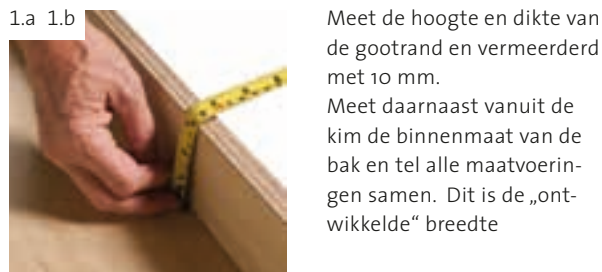 1.a 1.b
Meet de hoogte en dikte van
de gootrand en vermeerderd
met 10 mm.
Meet daarnaast vanuit de
kim de binnenmaat van de
bak en tel alle maatvoerin-
gen samen. Dit is de „ont-
wikkelde“ breedte